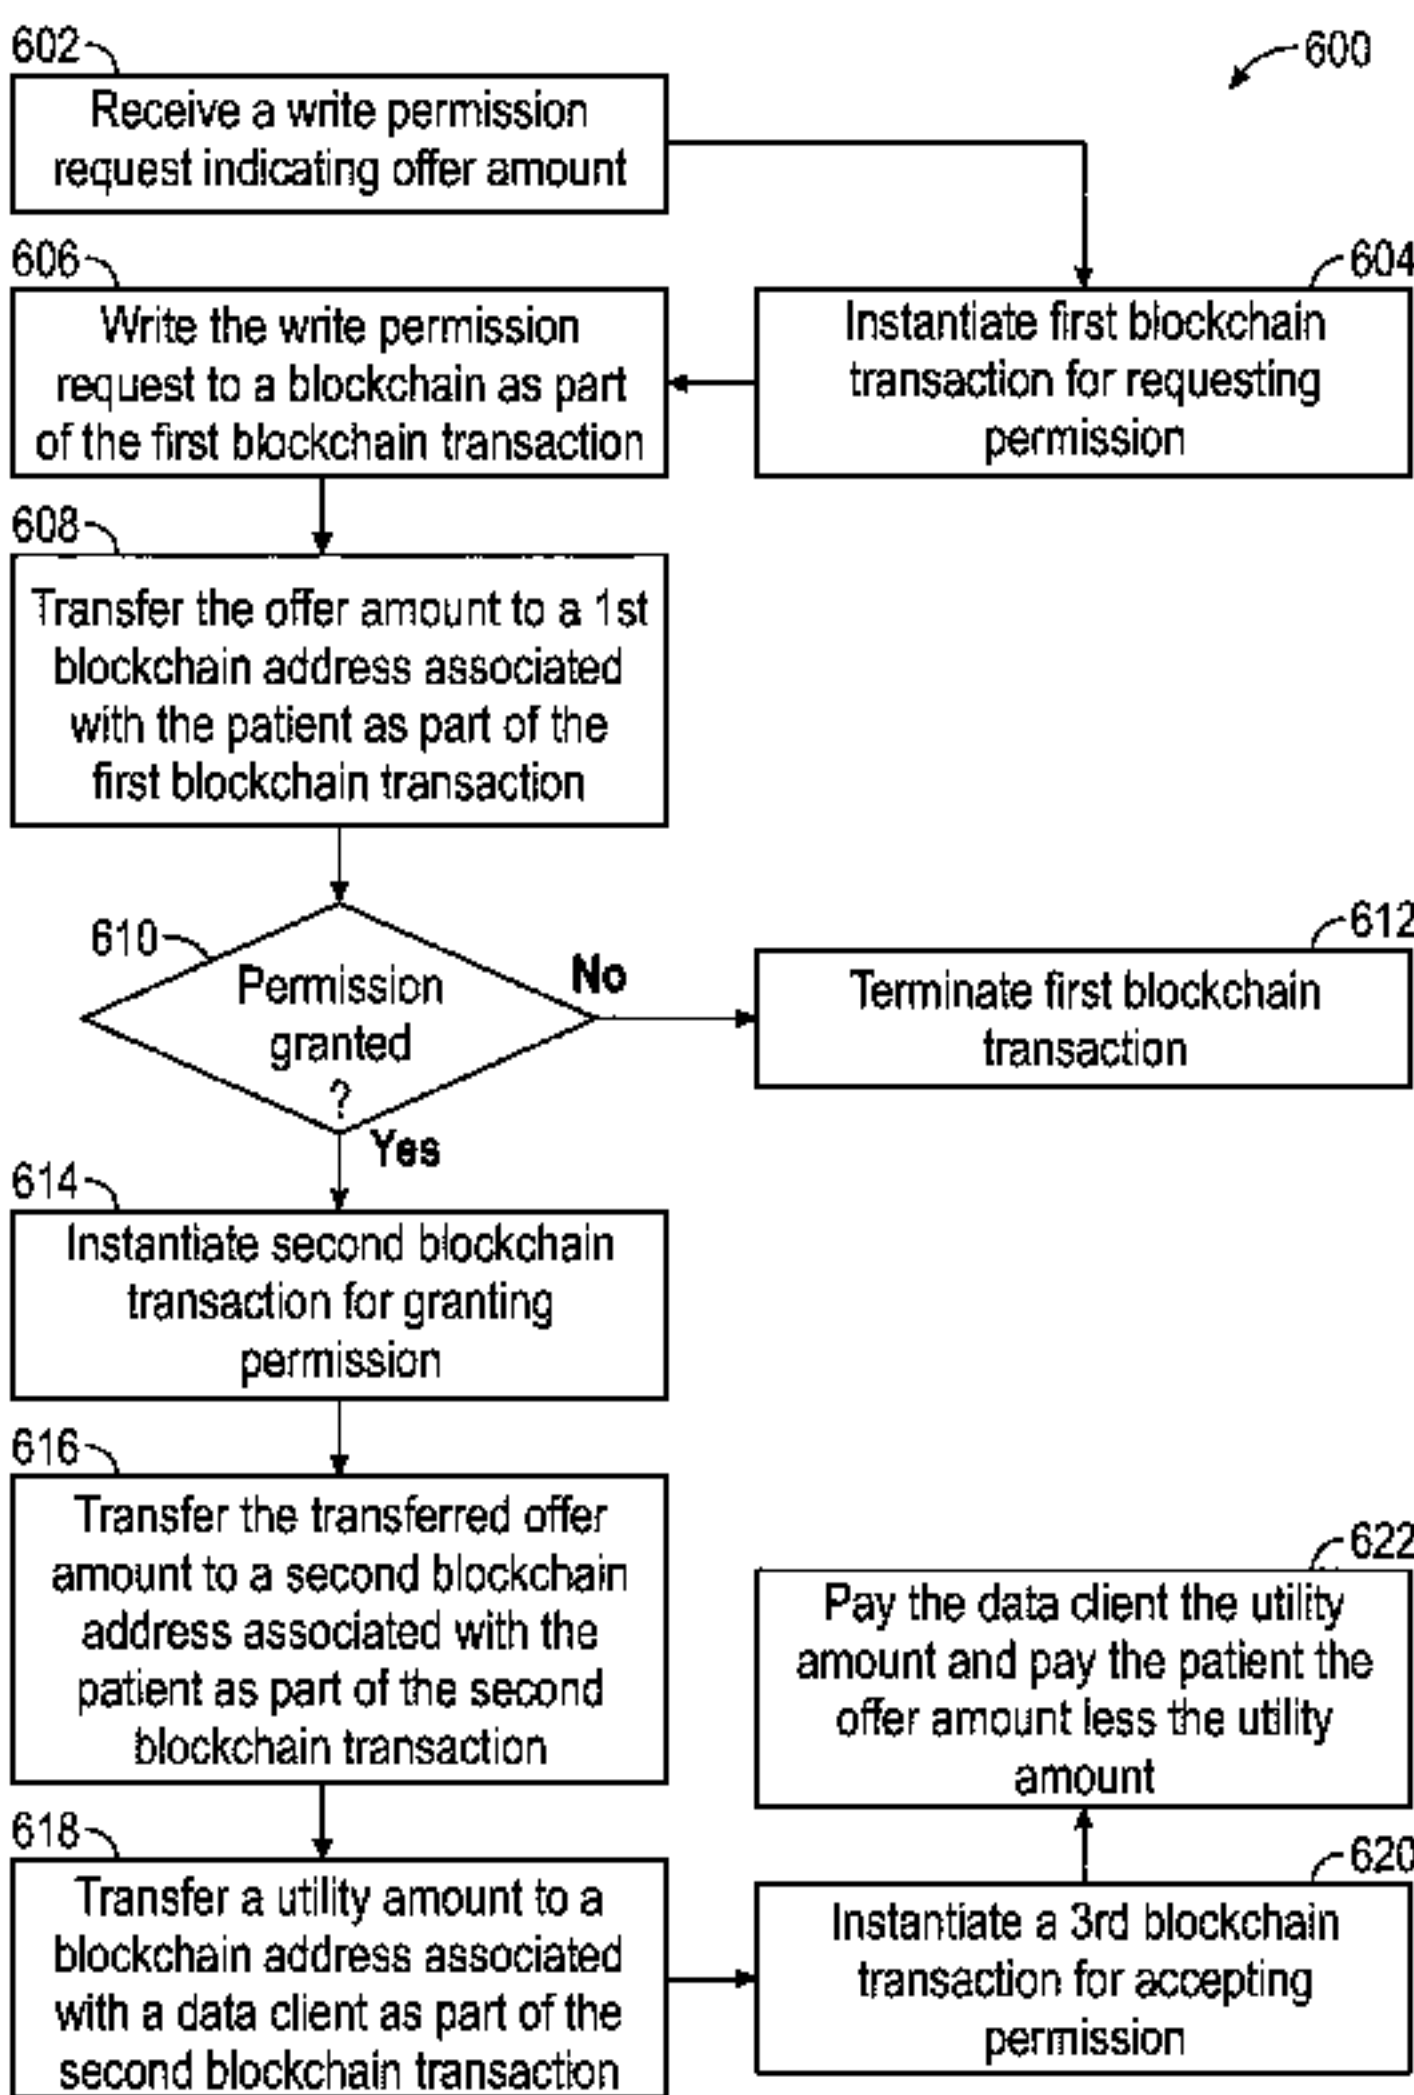 600
602
Receive a write permission
request indicating offer amount
604
Instantiate first blockchain
transaction for requesting
permission
606
Write the write permission
request to a blockchain as part
of the first blockchain transaction
608
Transfer the offer amount to a 1st
blockchain address associated
with the patient as part of the
first blockchain transaction
610
Permission
granted
?
No
Yes
612
Terminate first blockchain
transaction
614
Instantiate second blockchain
transaction for granting
permission
616
Transfer the transferred offer
amount to a second blockchain
address associated with the
patient as part of the second
blockchain transaction
618
Transfer a utility amount to a
blockchain address associated
with a data client as part of the
second blockchain transaction
620
Instantiate a 3rd blockchain
transaction for accepting
permission
622
Pay the data client the utility
amount and pay the patient the
offer amount less the utility
amount